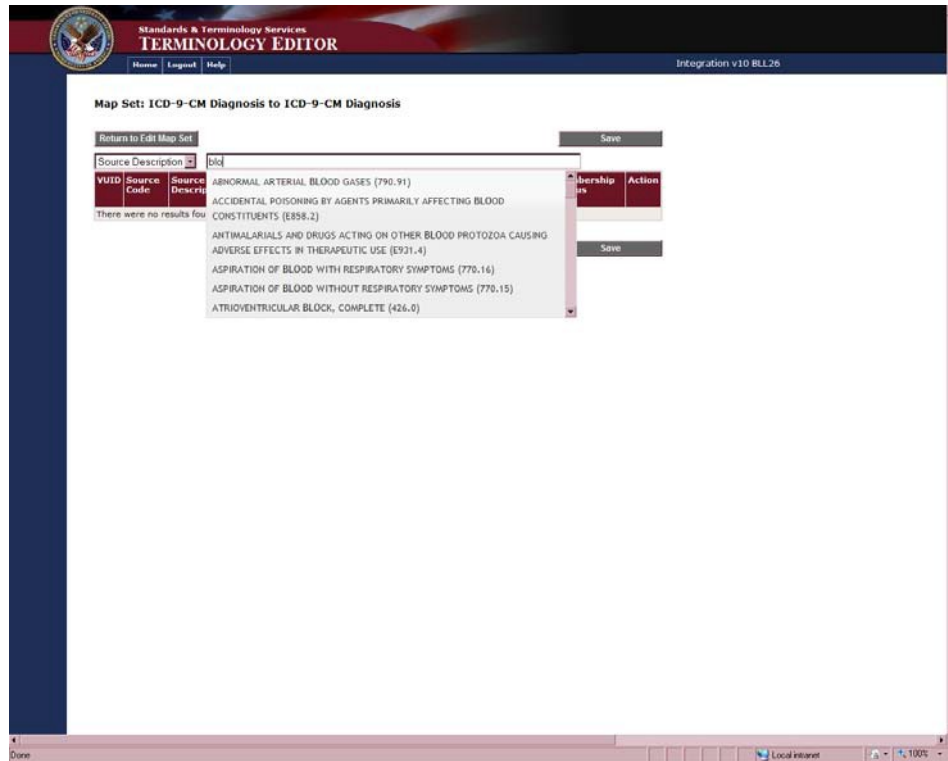 Standards & Terminology Services
TERMINOLOGY EDITOR
Home Logout Help
Integration v10 BLL26
Map Set: ICD-9-CM Diagnosis to ICD-9-CM Diagnosis
Return to Edit Map Set Save
Source Description blo
VUID Source Source bership Action
Code Descrip us
There were no results fou
ABNORMAL ARTERIAL BLOOD GASES (790.91)
ACCIDENTAL POISONING BY AGENTS PRIMARILY AFFECTING BLOOD
CONSTITUENTS (E858.2)
ANTIMALARIALS AND DRUGS ACTING ON OTHER BLOOD PROTOZOA CAUSING
ADVERSE EFFECTS IN THERAPEUTIC USE (E931.4)
ASPIRATION OF BLOOD WITH RESPIRATORY SYMPTOMS (770.16)
ASPIRATION OF BLOOD WITHOUT RESPIRATORY SYMPTOMS (770.15)
ATRIOVENTRICULAR BLOCK, COMPLETE (426.0)
Save
Done Local intranet 100%